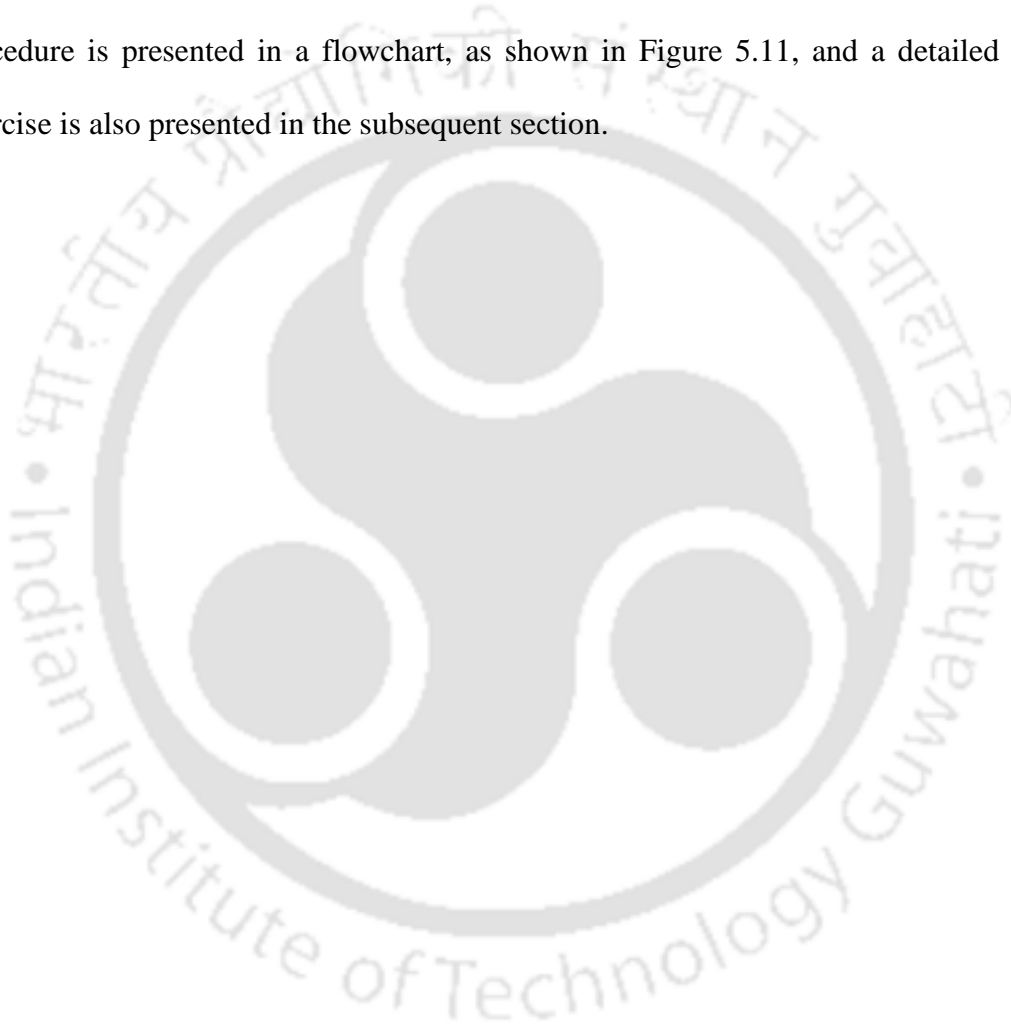 cedure is presented in a flowchart, as shown in Figure 5.11, and a detailed
rcise is also presented in the subsequent section.
भारतीय प्रौद्योगिकी संस्थान गुवाहाटी
• Indian Institute of Technology Guwahati •